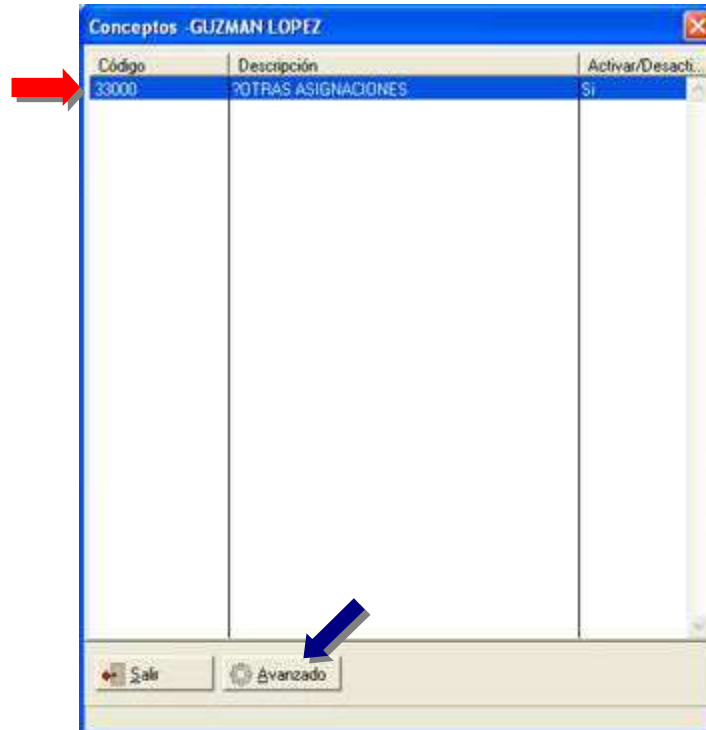 Conceptos -GUZMAN LOPEZ
Código Descripción Activar/Desacti...
33000 ?OTRAS ASIGNACIONES Si
Salir Avanzado